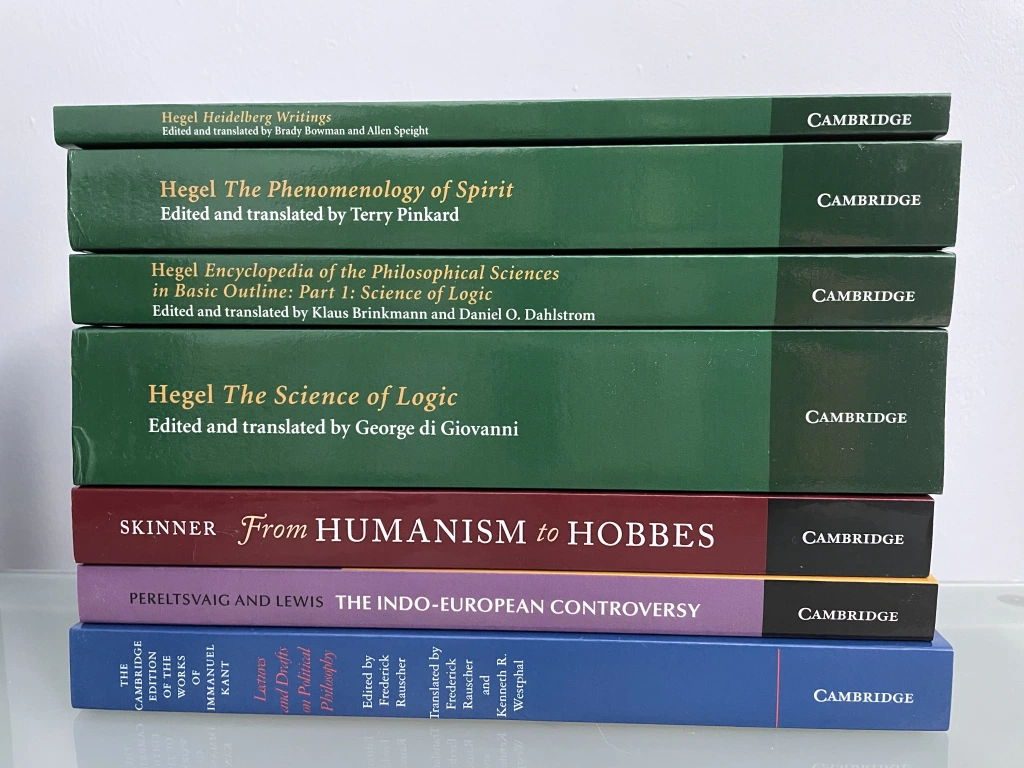 Hegel Heidelberg Writings
Edited and translated by Brady Bowman and Allen Speight
CAMBRIDGE
Hegel The Phenomenology of Spirit
Edited and translated by Terry Pinkard
CAMBRIDGE
Hegel Encyclopedia of the Philosophical Sciences
in Basic Outline: Part 1: Science of Logic
Edited and translated by Klaus Brinkmann and Daniel O. Dahlstrom
CAMBRIDGE
Hegel The Science of Logic
Edited and translated by George di Giovanni
CAMBRIDGE
SKINNER From HUMANISM to HOBBES
CAMBRIDGE
PERELTSVAIG AND LEWIS THE INDO-EUROPEAN CONTROVERSY
CAMBRIDGE
THE
CAMBRIDGE
EDITION
OF THE
WORKS
OF
IMMANUEL
KANT
Lectures
and Drafts
on Political
Philosophy
Edited by
Frederick
Rauscher
Translated by
Frederick
Rauscher
and
Kenneth R.
Westphal
CAMBRIDGE